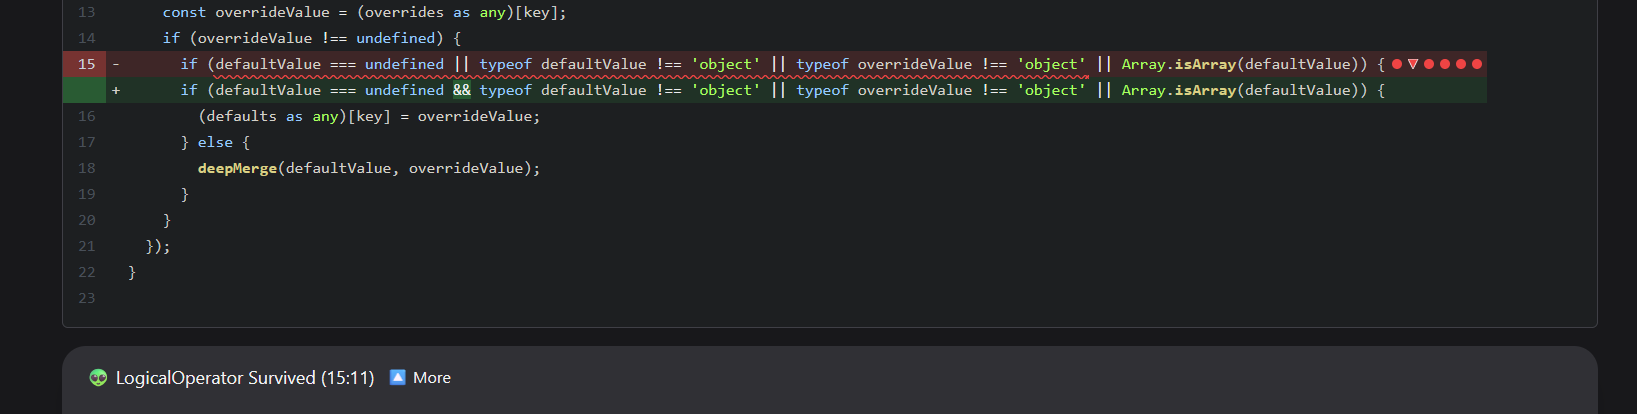 13 const overrideValue = (overrides as any)[key];
14 if (overrideValue !== undefined) {
15 - if (defaultValue === undefined || typeof defaultValue !== 'object' || typeof overrideValue !== 'object' || Array.isArray(defaultValue)) {
+ if (defaultValue === undefined && typeof defaultValue !== 'object' || typeof overrideValue !== 'object' || Array.isArray(defaultValue)) {
16 (defaults as any)[key] = overrideValue;
17 } else {
18 deepMerge(defaultValue, overrideValue);
19 }
20 }
21 });
22 }
23
LogicalOperator Survived (15:11) More